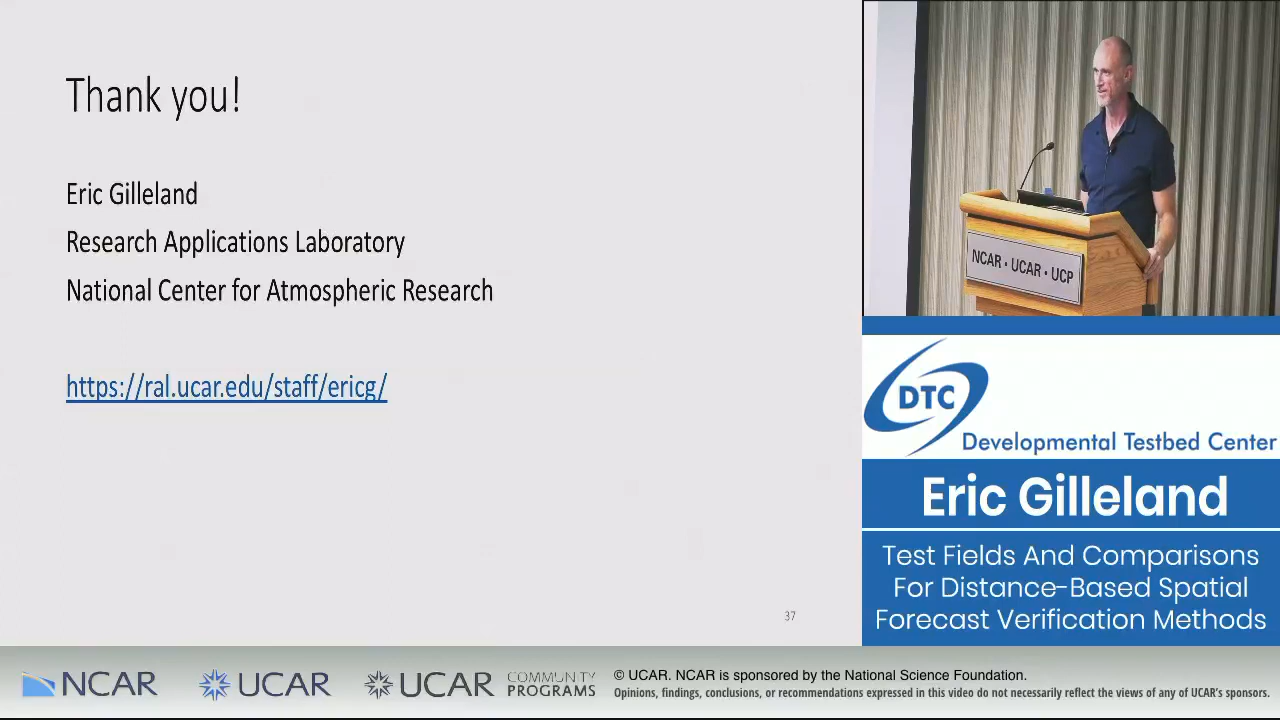 Thank you!
Eric Gilleland
Research Applications Laboratory
National Center for Atmospheric Research
https://ral.ucar.edu/staff/ericg/
37
NCAR • UCAR • UCP
DTC
Developmental Testbed Center
Eric Gilleland
Test Fields And Comparisons
For Distance-Based Spatial
Forecast Verification Methods
NCAR
UCAR
UCAR
COMMUNITY
PROGRAMS
© UCAR. NCAR is sponsored by the National Science Foundation.
Opinions, findings, conclusions, or recommendations expressed in this video do not necessarily reflect the views of any of UCAR's sponsors.